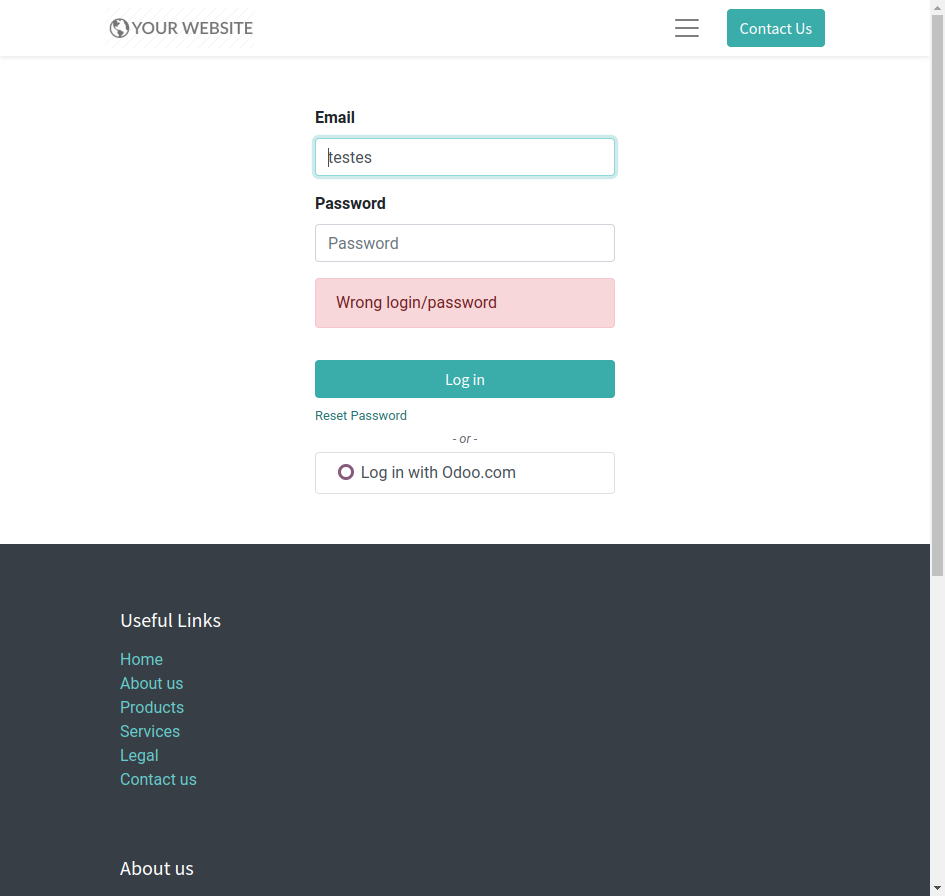 YOUR WEBSITE
Contact Us
Email
testes
Password
Password
Wrong login/password
Log in
Reset Password
- or -
Log in with Odoo.com
Useful Links
Home
About us
Products
Services
Legal
Contact us
About us